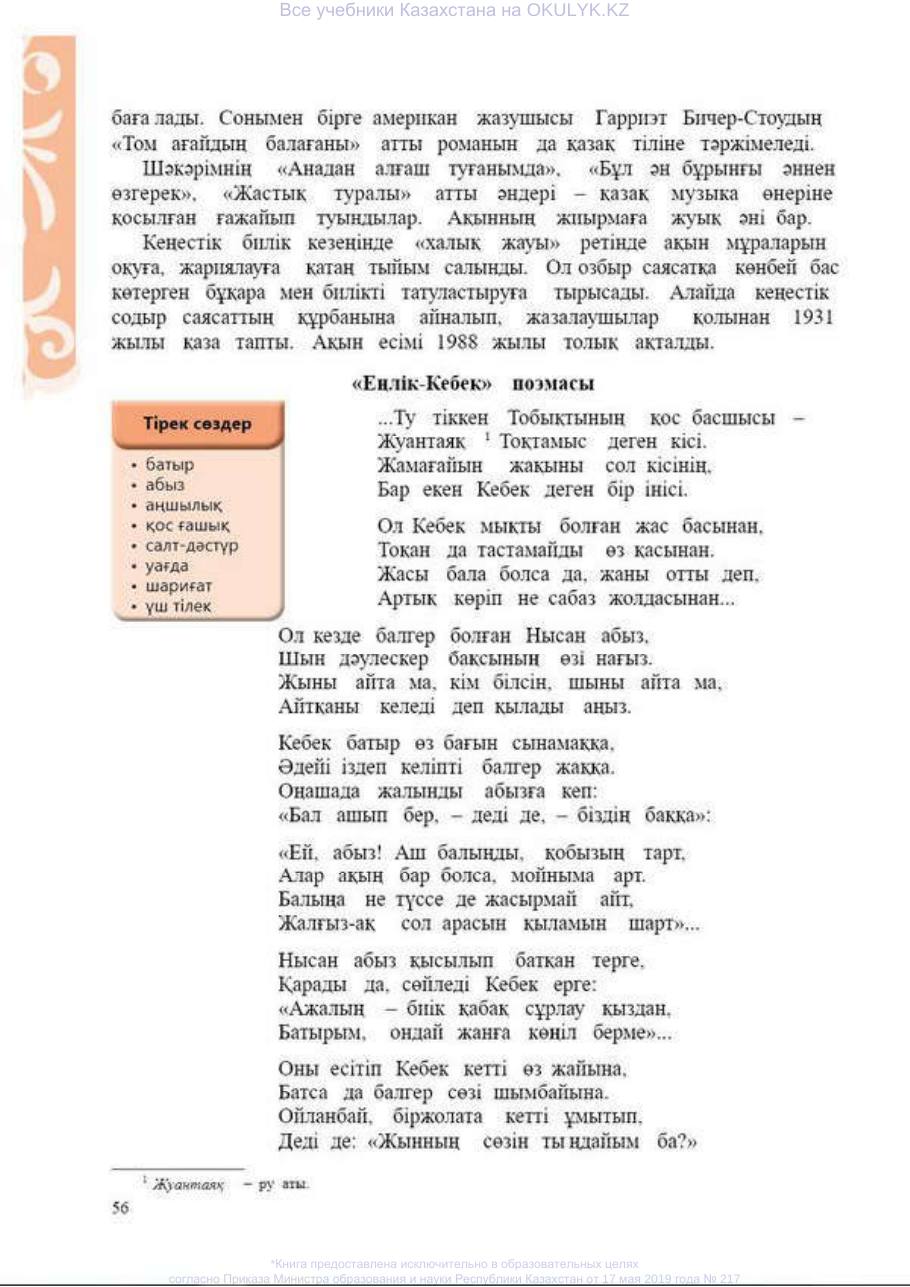 Все учебники Казахстана на OKULYK.KZ
баға лады. Сонымен бірге американ жазушысы Гарриэт Бичер-Стоудың
«Том ағайдың балағаны» атты романын да қазақ тіліне тәржімеледі.
Шәкәрімнің «Анадан алғаш туғанымда», «Бұл ән бұрынғы әннен
өзгерек», «Жастық туралы» атты әндері – қазақ музыка өнеріне
қосылған ғажайып туындылар. Ақынның жиырмаға жуық әні бар.
Кеңестік билік кезеңінде «халық жауы» ретінде ақын мұраларын
оқуға, жариялауға қатаң тыйым салынды. Ол озбыр саясатқа көнбей бас
көтерген бұқара мен билікті татуластыруға тырысады. Алайда кеңестік
содыр саясаттың құрбанына айналып, жазалаушылар қолынан 1931
жылы қаза тапты. Ақын есімі 1988 жылы толық ақталды.
«Еңлік-Кебек» поэмасы
Тірек сөздер
• батыр
• абыз
• аңшылық
• қос ғашық
• салт-дәстүр
• уағда
• шариғат
• үш тілек
...Ту тіккен Тобықтының қос басшысы –
Жуантаяқ ¹ Тоқтамыс деген кісі.
Жамағайын жақыны сол кісінің,
Бар екен Кебек деген бір інісі.
Ол Кебек мықты болған жас басынан,
Тоқаң да тастамайды өз қасынан.
Жасы бала болса да, жаны отты деп,
Артық көріп не сабаз жолдасынан...
Ол кезде балгер болған Нысан абыз,
Шын дәулескер бақсының өзі нағыз.
Жыны айта ма, кім білсін, шыны айта ма,
Айтқаны келеді деп қылады аңыз.
Кебек батыр өз бағын сынамаққа,
Әдейі іздеп келіпті балгер жаққа.
Оңашада жалынды абызға кеп:
«Бал ашып бер, – деді де, – біздің баққа»:
«Ей, абыз! Аш балыңды, қобызың тарт,
Алар ақың бар болса, мойныма арт.
Балыңа не түссе де жасырмай айт,
Жалғыз-ақ сол арасын қыламын шарт»...
Нысан абыз қысылып батқан терге,
Қарады да, сөйледі Кебек ерге:
«Ажалың – биік қабақ сұрлау қыздан,
Батырым, ондай жанға көңіл берме»...
Оны есітіп Кебек кетті өз жайына,
Батса да балгер сөзі шымбайына.
Ойланбай, біржолата кетті ұмытып,
Деді де: «Жынның сөзін ты ңдайым ба?»
¹ Жуантаяқ – ру аты.
56
*Книга предоставлена исключительно в образовательных целях
согласно Приказа Министра образования и науки Республики Казахстан от 17 мая 2019 года № 217